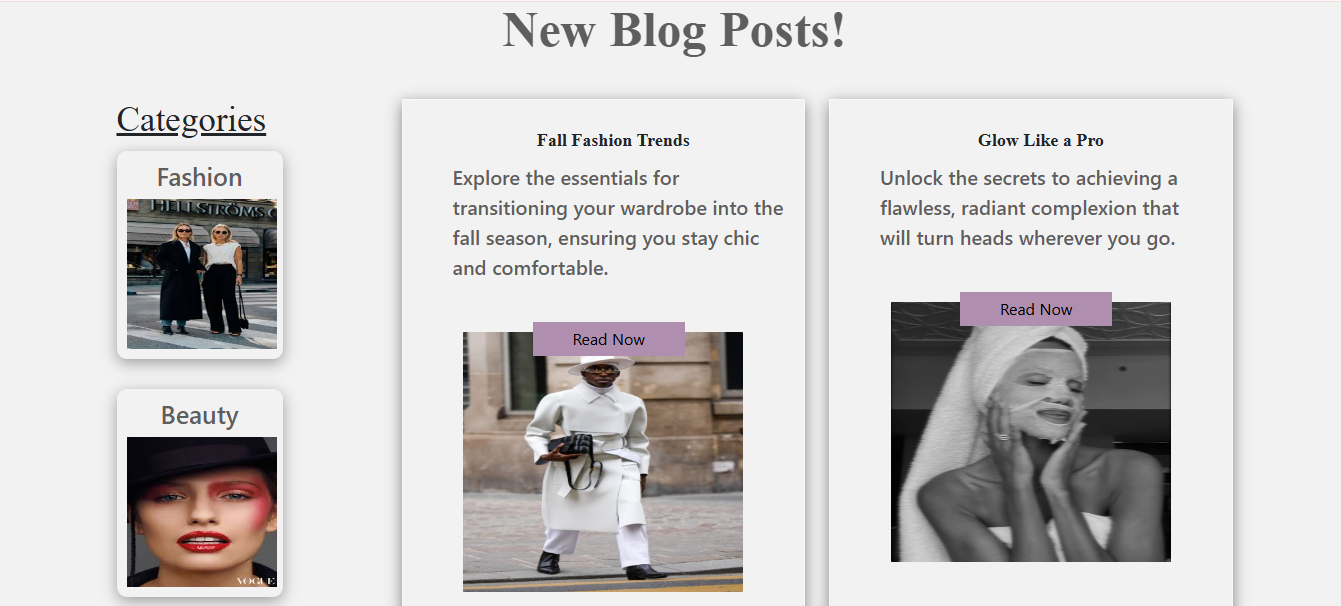 New Blog Posts!
Categories
Fashion
HELLSTRÖMS
Beauty
VOGUE
Fall Fashion Trends
Explore the essentials for
transitioning your wardrobe into the
fall season, ensuring you stay chic
and comfortable.
Read Now
Glow Like a Pro
Unlock the secrets to achieving a
flawless, radiant complexion that
will turn heads wherever you go.
Read Now